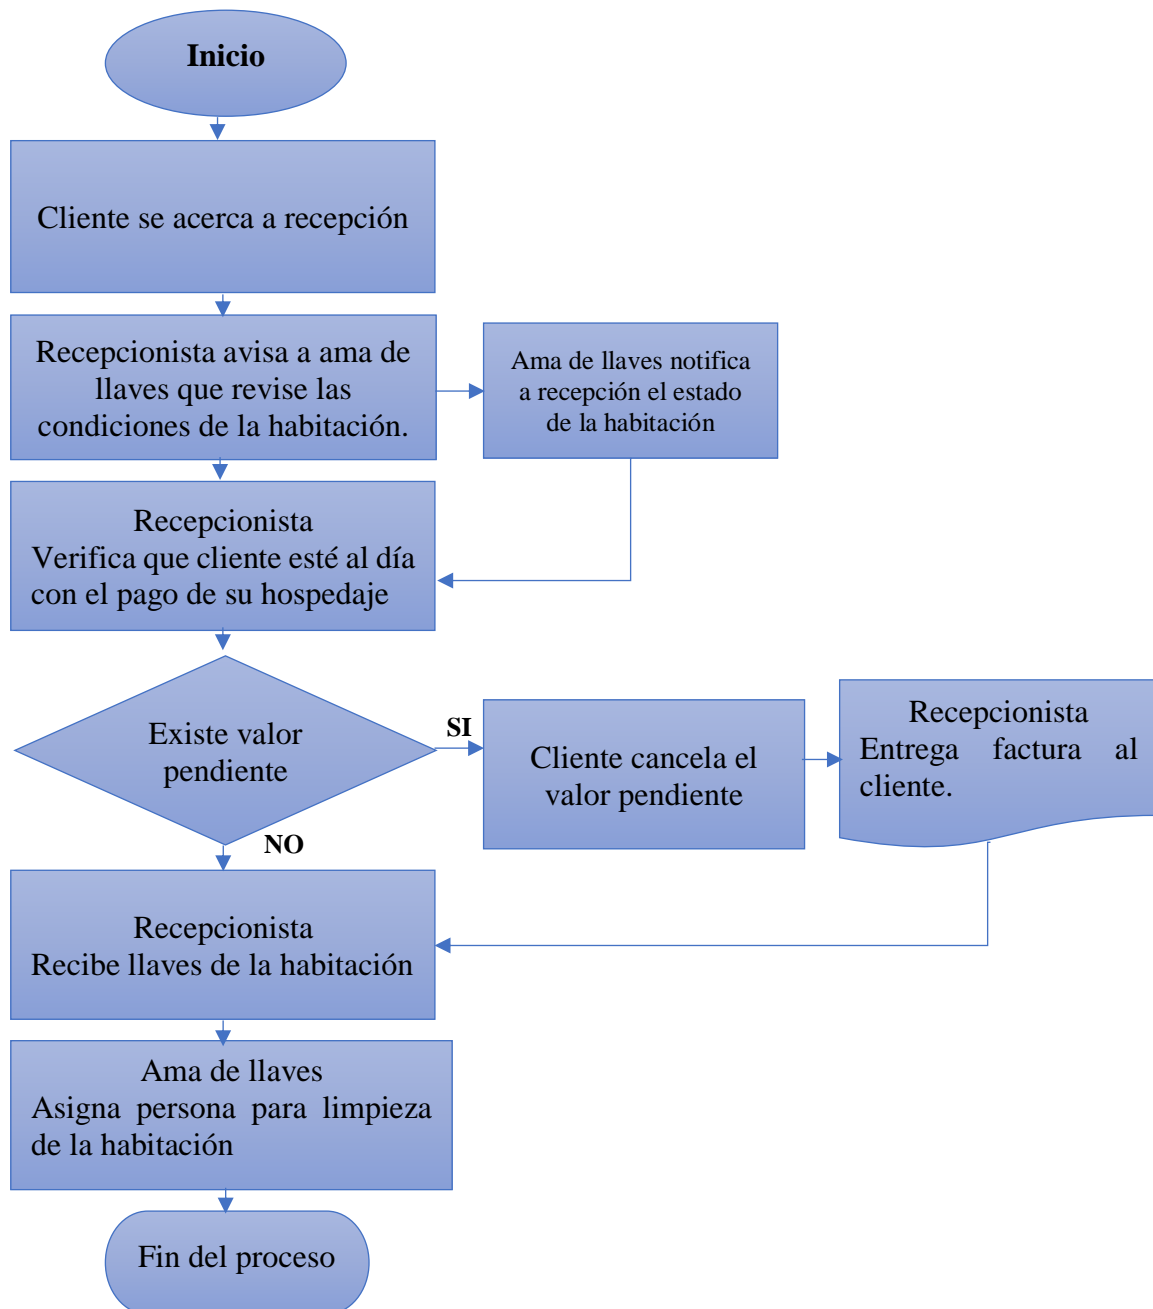 Inicio
Cliente se acerca a recepción
Recepcionista avisa a ama de
llaves que revise las
condiciones de la habitación.
Ama de llaves notifica
a recepción el estado
de la habitación
Recepcionista
Verifica que cliente esté al día
con el pago de su hospedaje
Existe valor
pendiente
SI
Cliente cancela el
valor pendiente
Recepcionista
Entrega factura al
cliente.
NO
Recepcionista
Recibe llaves de la habitación
Ama de llaves
Asigna persona para limpieza
de la habitación
Fin del proceso